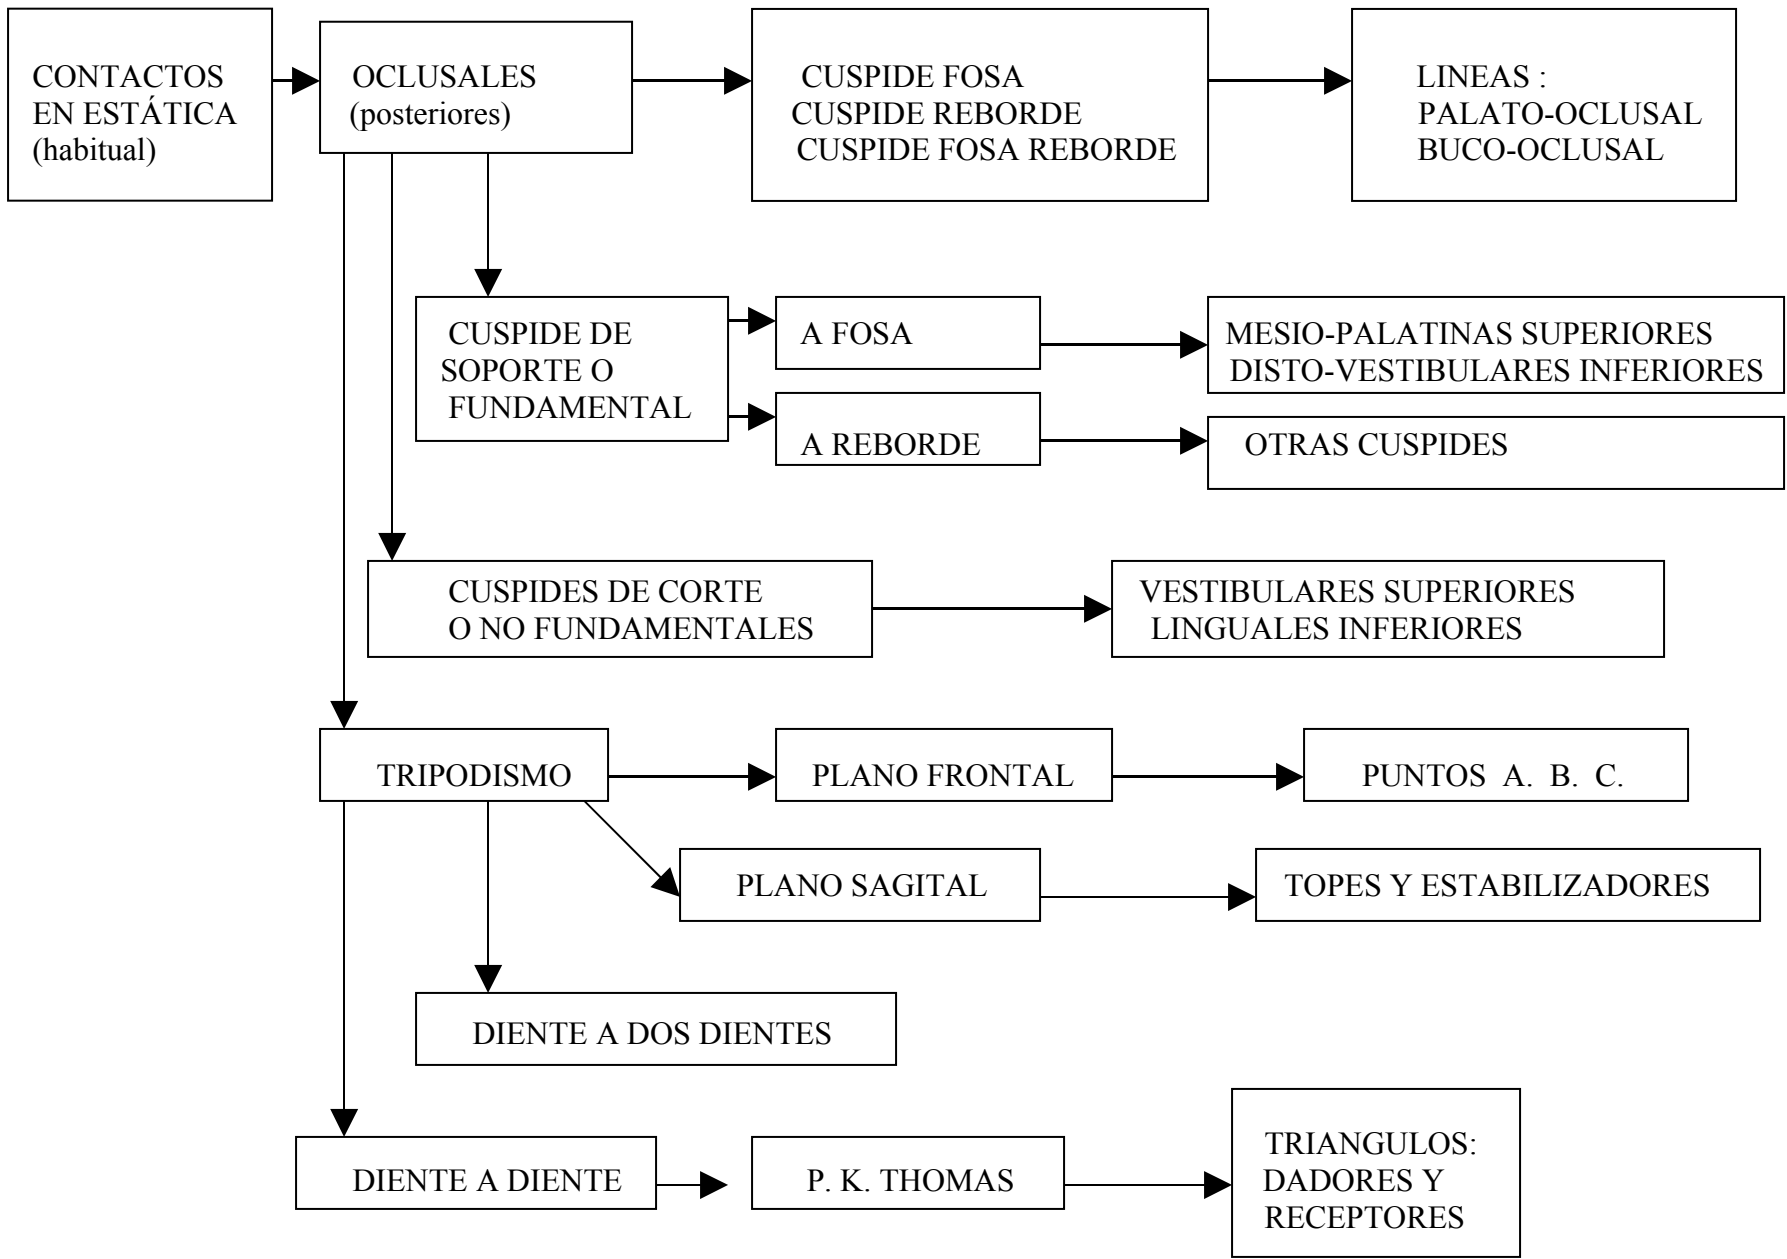 CONTACTOS
EN ESTÁTICA
(habitual)
OCLUSALES
(posteriores)
CUSPIDE FOSA
CUSPIDE REBORDE
CUSPIDE FOSA REBORDE
LINEAS :
PALATO-OCLUSAL
BUCO-OCLUSAL
CUSPIDE DE
SOPORTE O
FUNDAMENTAL
A FOSA
MESIO-PALATINAS SUPERIORES
DISTO-VESTIBULARES INFERIORES
A REBORDE
OTRAS CUSPIDES
CUSPIDES DE CORTE
O NO FUNDAMENTALES
VESTIBULARES SUPERIORES
LINGUALES INFERIORES
TRIPODISMO
PLANO FRONTAL
PUNTOS A. B. C.
PLANO SAGITAL
TOPES Y ESTABILIZADORES
DIENTE A DOS DIENTES
DIENTE A DIENTE
P. K. THOMAS
TRIANGULOS:
DADORES Y
RECEPTORES